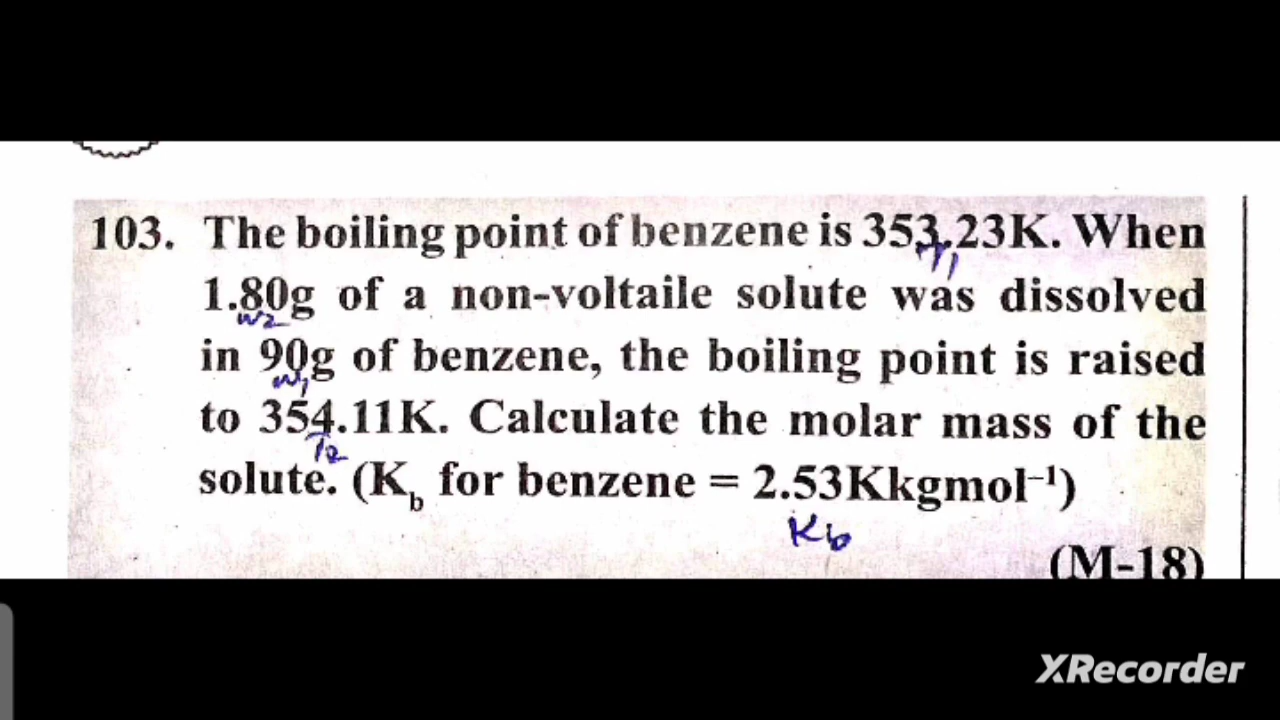 103. The boiling point of benzene is 353.23K. When
T₁
1.80g of a non-voltaile solute was dissolved
w₂
in 90g of benzene, the boiling point is raised
w₁
to 354.11K. Calculate the molar mass of the
T₂
solute. (K_b for benzene = 2.53Kkgmol⁻¹)
Kb
(M-18)
XRecorder